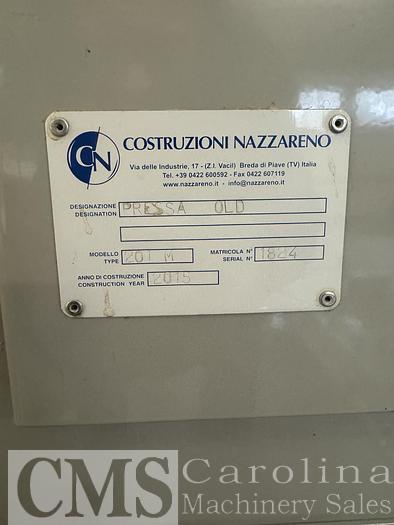 CN COSTRUZIONI NAZZARENO
Via delle Industrie, 17 - (Z.I. Vacil) Breda di Piave (TV) Italia
Tel. +39 0422 600592 - Fax 0422 607119
www.nazzareno.it - info@nazzareno.it
DESIGNAZIONE
DESIGNATION
PRESSA OLD
MODELLO
TYPE
201 M
MATRICOLA N°
SERIAL N°
1824
ANNO DI COSTRUZIONE
CONSTRUCTION YEAR
2015
CMS Carolina
Machinery Sales